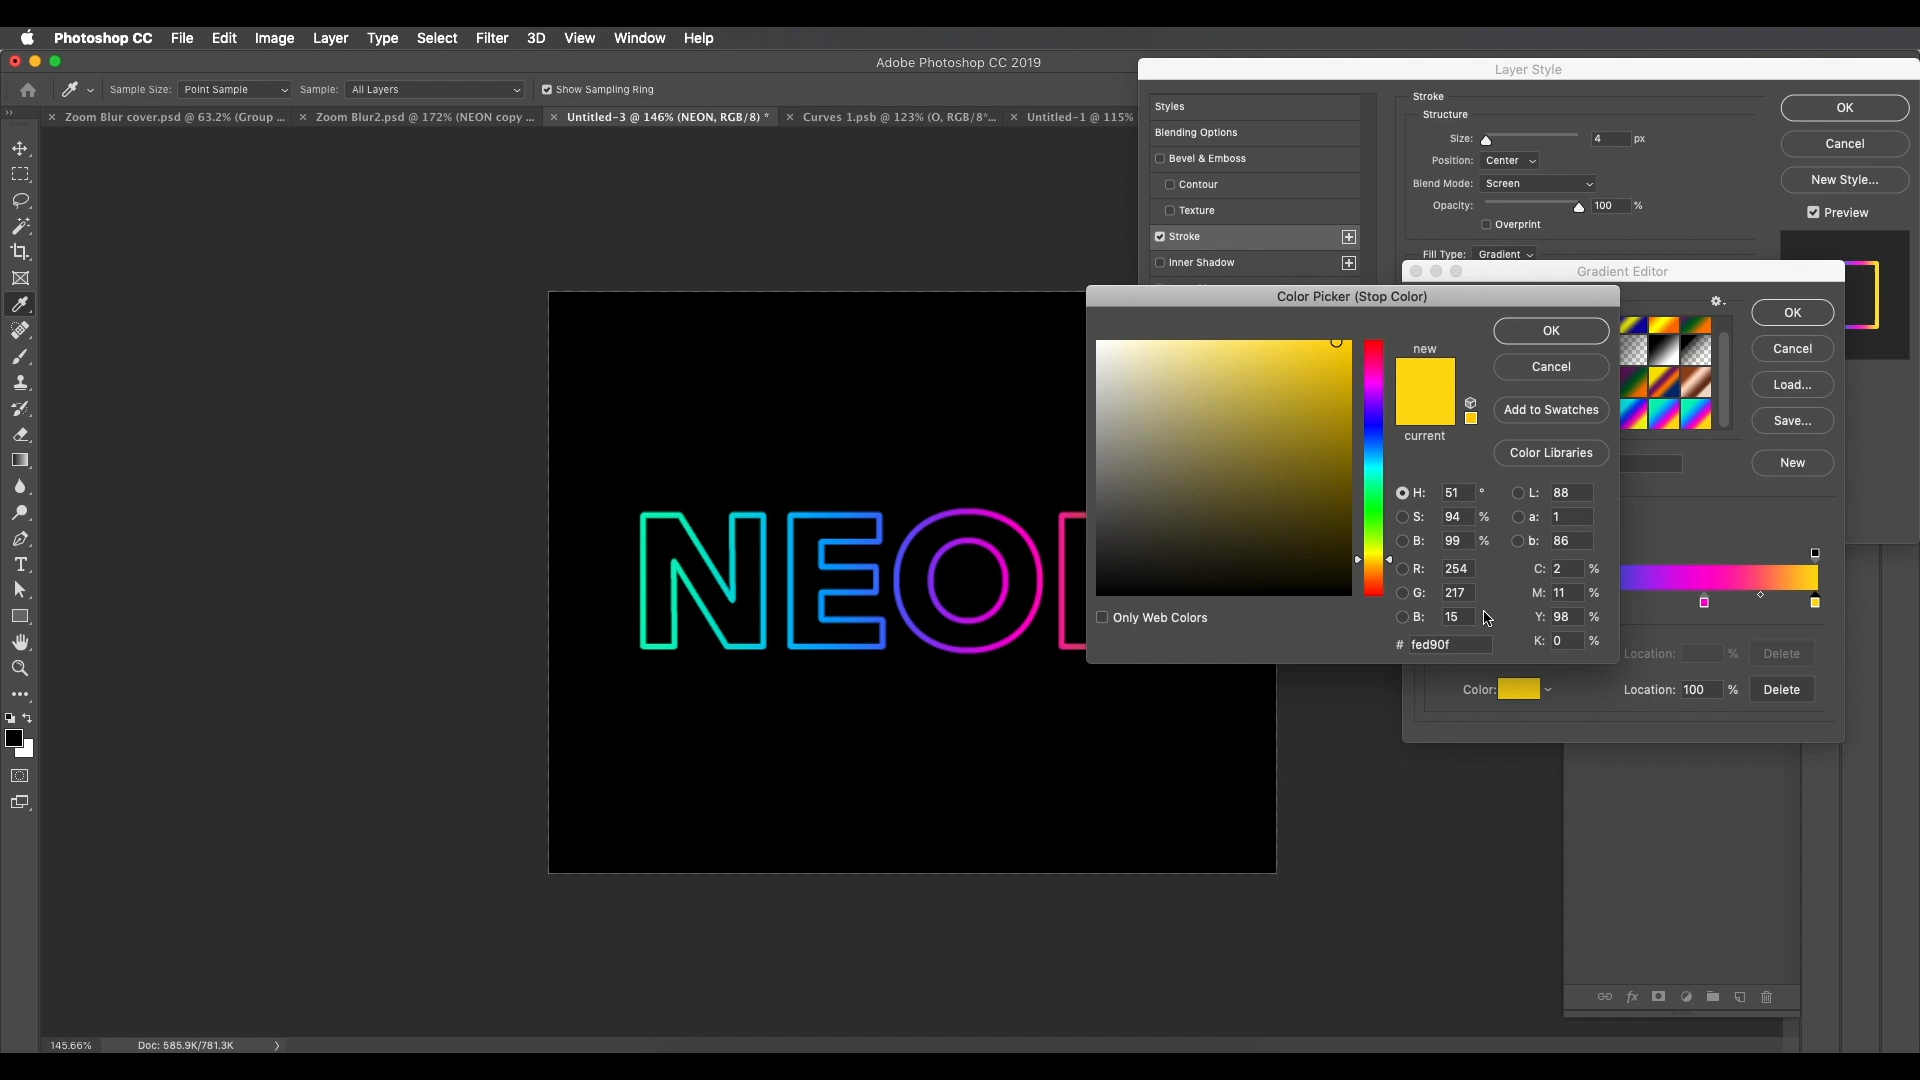 Photoshop CC File Edit Image Layer Type Select Filter 3D View Window Help
Adobe Photoshop CC 2019
Sample Size: Point Sample Sample: All Layers Show Sampling Ring
Zoom Blur cover.psd @ 63.2% (Group ... Zoom Blur2.psd @ 172% (NEON copy ... Untitled-3 @ 146% (NEON, RGB/8) * Curves 1.psb @ 123% (O, RGB/8*... Untitled-1 @ 115%
Layer Style
Styles
Blending Options
Bevel & Emboss
Contour
Texture
Stroke
Inner Shadow
Stroke
Structure
Size: 4 px
Position: Center
Blend Mode: Screen
Opacity: 100 %
Overprint
Fill Type: Gradient
OK
Cancel
New Style...
Preview
Gradient Editor
OK
Cancel
Load...
Save...
New
Location: % Delete
Color: Location: 100 % Delete
Color Picker (Stop Color)
new
current
OK
Cancel
Add to Swatches
Color Libraries
H: 51 ° L: 88
S: 94 % a: 1
B: 99 % b: 86
R: 254 C: 2 %
G: 217 M: 11 %
B: 15 Y: 98 %
# fed90f K: 0 %
Only Web Colors
NEO
145.66% Doc: 585.9K/781.3K